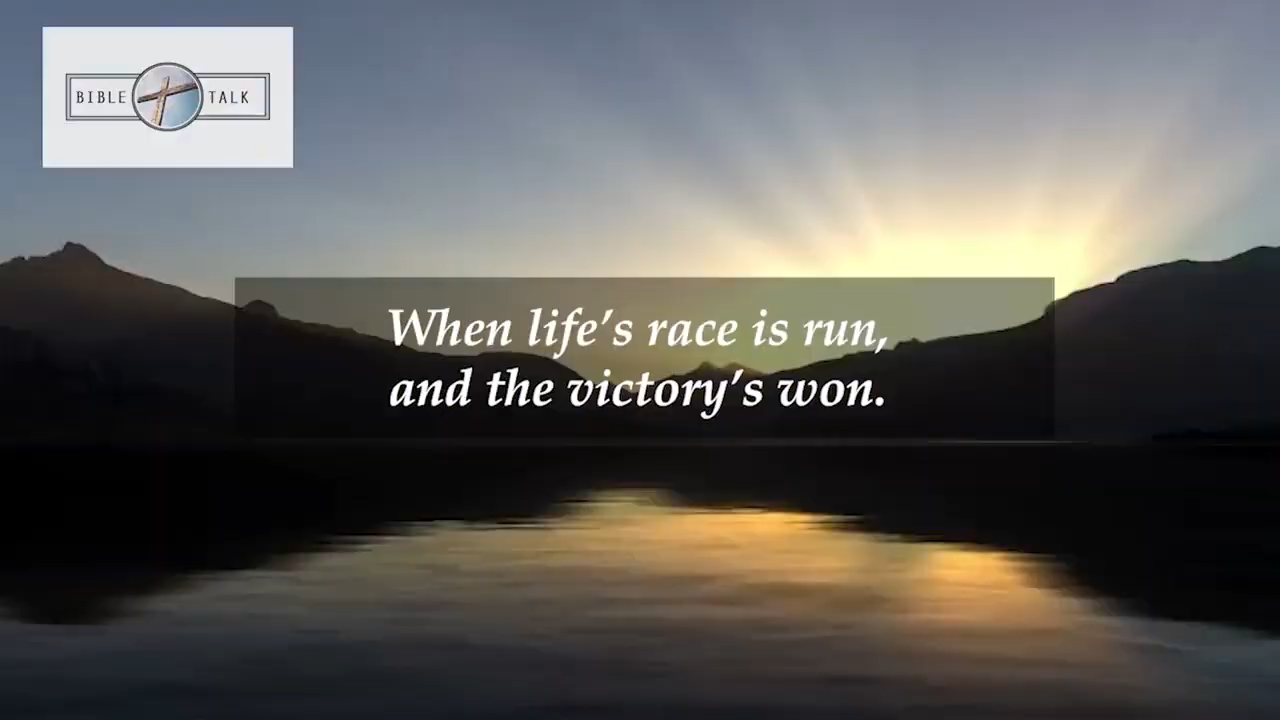 BIBLE TALK
When life’s race is run,
and the victory’s won.